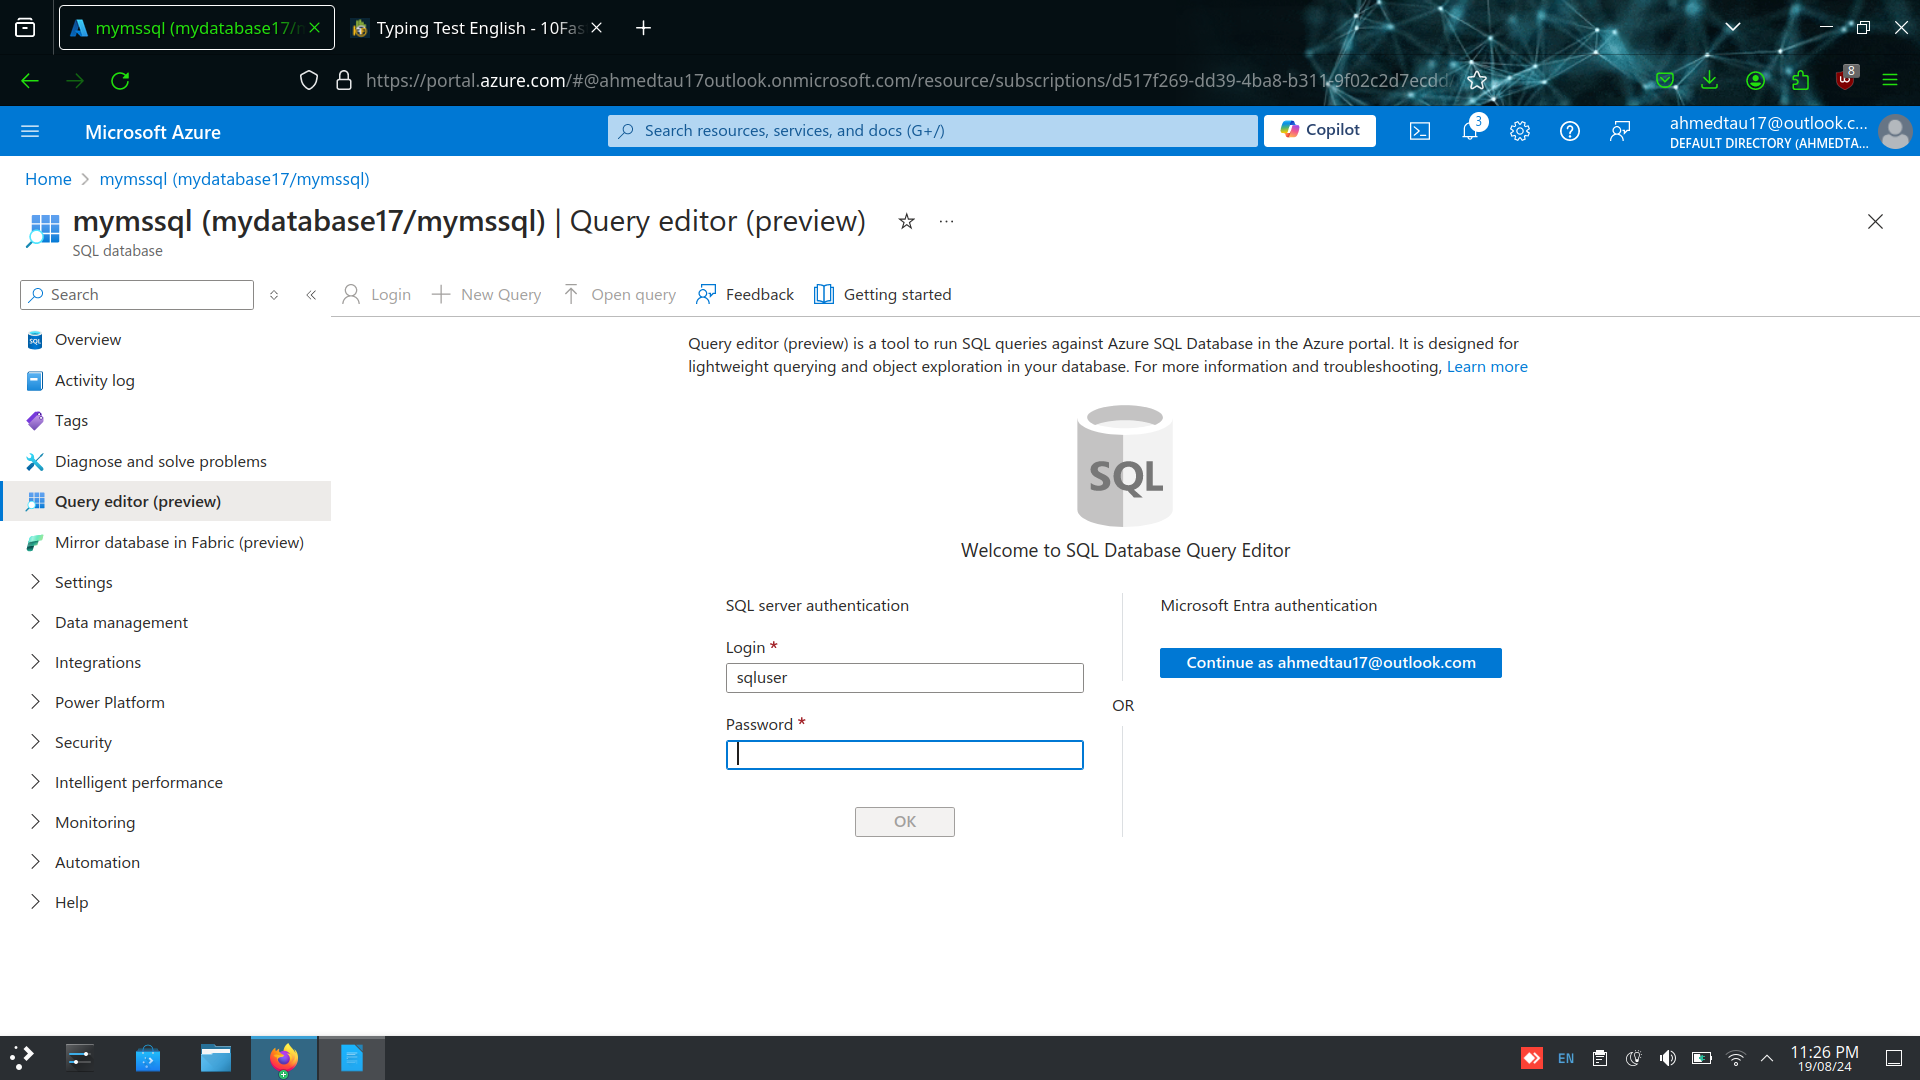 mymssql (mydatabase17/m
Typing Test English - 10Fas
https://portal.azure.com/#@ahmedtau17outlook.onmicrosoft.com/resource/subscriptions/d517f269-dd39-4ba8-b311-9f02c2d7ecdd
8
Microsoft Azure
Search resources, services, and docs (G+/)
Copilot
3
ahmedtau17@outlook.c...
DEFAULT DIRECTORY (AHMEDTA...
Home
mymssql (mydatabase17/mymssql)
mymssql (mydatabase17/mymssql) | Query editor (preview)
...
SQL database
Search
Login
New Query
Open query
Feedback
Getting started
Overview
Activity log
Tags
Diagnose and solve problems
Query editor (preview)
Mirror database in Fabric (preview)
Settings
Data management
Integrations
Power Platform
Security
Intelligent performance
Monitoring
Automation
Help
Query editor (preview) is a tool to run SQL queries against Azure SQL Database in the Azure portal. It is designed for
lightweight querying and object exploration in your database. For more information and troubleshooting, Learn more
SQL
Welcome to SQL Database Query Editor
SQL server authentication
Login *
sqluser
Password *
OK
OR
Microsoft Entra authentication
Continue as ahmedtau17@outlook.com
EN
11:26 PM
19/08/24